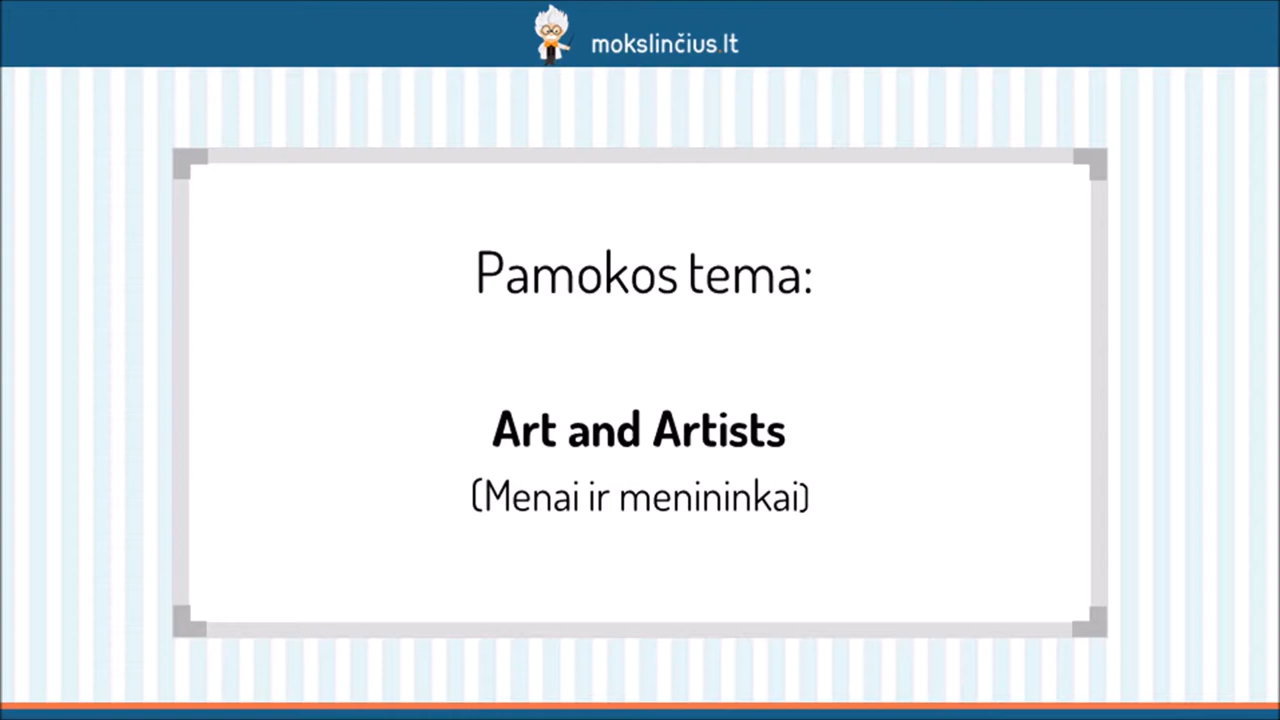 mokslinčius.lt
Pamokos tema:
Art and Artists
(Menai ir menininkai)